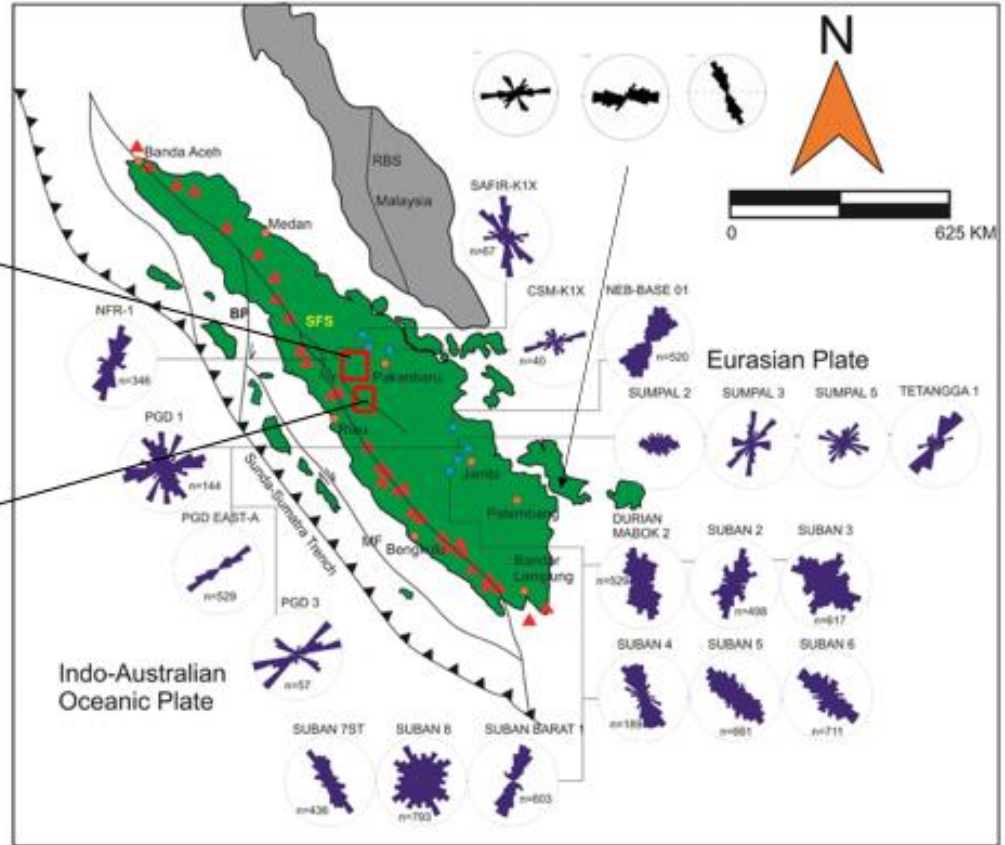 N
0
625 KM
RBS
Malaysia
Banda Aceh
Medan
SAFIR-K1X
n=67
CSM-K1X
n=40
NEB-BASE 01
n=520
BF
SFS
NFR-1
n=346
Pakanbaru
Riau
Eurasian Plate
SUMPAL 2
SUMPAL 3
SUMPAL 5
TETANGGA 1
PGD 1
n=144
Sunda-Sumatra Trench
Jambi
Palembang
PGD EAST-A
n=529
MF
Bengkulu
Bandar
Lampung
DURIAN
MABOK 2
n=529
SUBAN 2
n=498
SUBAN 3
n=617
PGD 3
n=57
SUBAN 4
n=189
SUBAN 5
n=661
SUBAN 6
n=711
Indo-Australian
Oceanic Plate
SUBAN 7ST
n=436
SUBAN 8
n=793
SUBAN BARAT 1
n=603